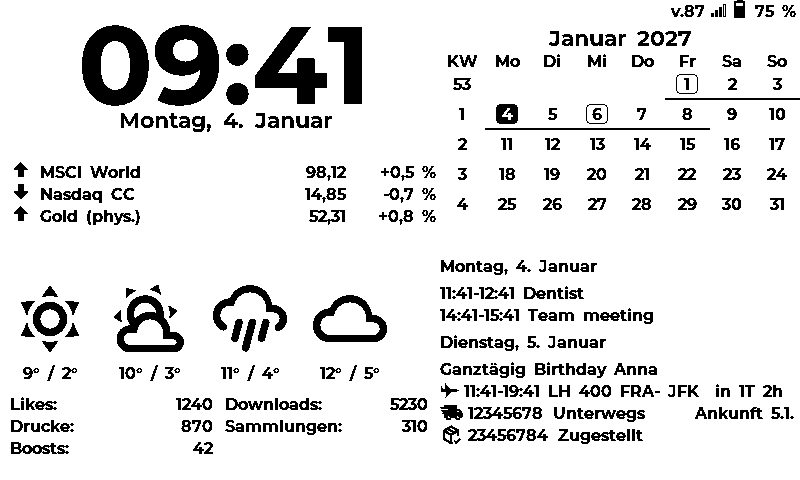 v.87 75 %
09:41
Montag, 4. Januar
Januar 2027
KW Mo Di Mi Do Fr Sa So
53 1 2 3
1 4 5 6 7 8 9 10
2 11 12 13 14 15 16 17
3 18 19 20 21 22 23 24
4 25 26 27 28 29 30 31
MSCI World 98,12 +0,5 %
Nasdaq CC 14,85 -0,7 %
Gold (phys.) 52,31 +0,8 %
9° / 2° 10° / 3° 11° / 4° 12° / 5°
Likes: 1240 Downloads: 5230
Drucke: 870 Sammlungen: 310
Boosts: 42
Montag, 4. Januar
11:41-12:41 Dentist
14:41-15:41 Team meeting
Dienstag, 5. Januar
Ganztägig Birthday Anna
11:41-19:41 LH 400 FRA- JFK in 1T 2h
12345678 Unterwegs Ankunft 5.1.
23456784 Zugestellt